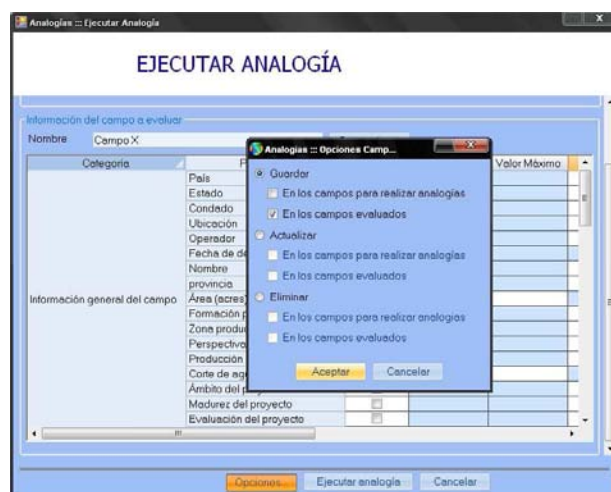 Analogías ::: Ejecutar Analogía
EJECUTAR ANALOGÍA
Información del campo a evaluar
Nombre Campo X
Categoría Valor Máximo
Información general del campo
País
Estado
Condado
Ubicación
Operador
Fecha de de
Nombre
provincia
Área (acres)
Formación p
Zona produ
Perspectiva
Producción
Corte de ag
Ámbito del p
Madurez del proyecto
Evaluación del proyecto
Analogías ::: Opciones Camp...
Guardar
En los campos para realizar analogías
En los campos evaluados
Actualizar
En los campos para realizar analogías
En los campos evaluados
Eliminar
En los campos para realizar analogías
En los campos evaluados
Aceptar Cancelar
Opciones... Ejecutar analogía Cancelar